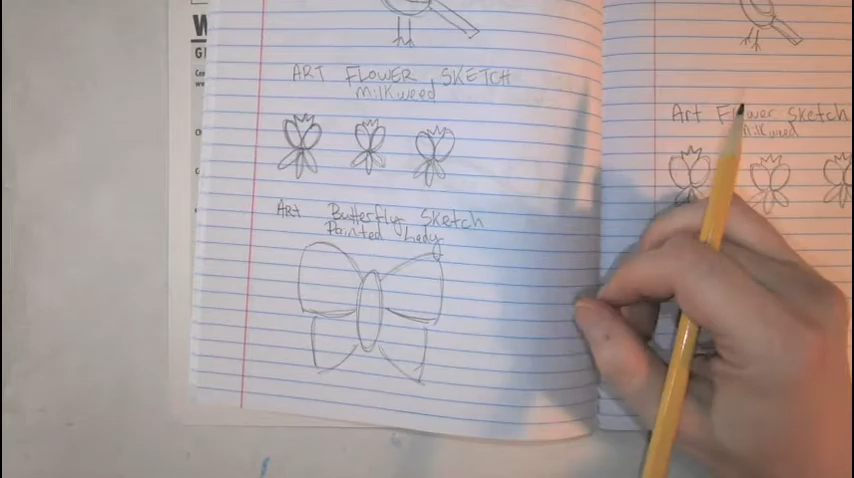 ART FLOWER SKETCH
Milkweed
ART Butterfly Sketch
Painted Lady
Art Flower Sketch
Milkweed